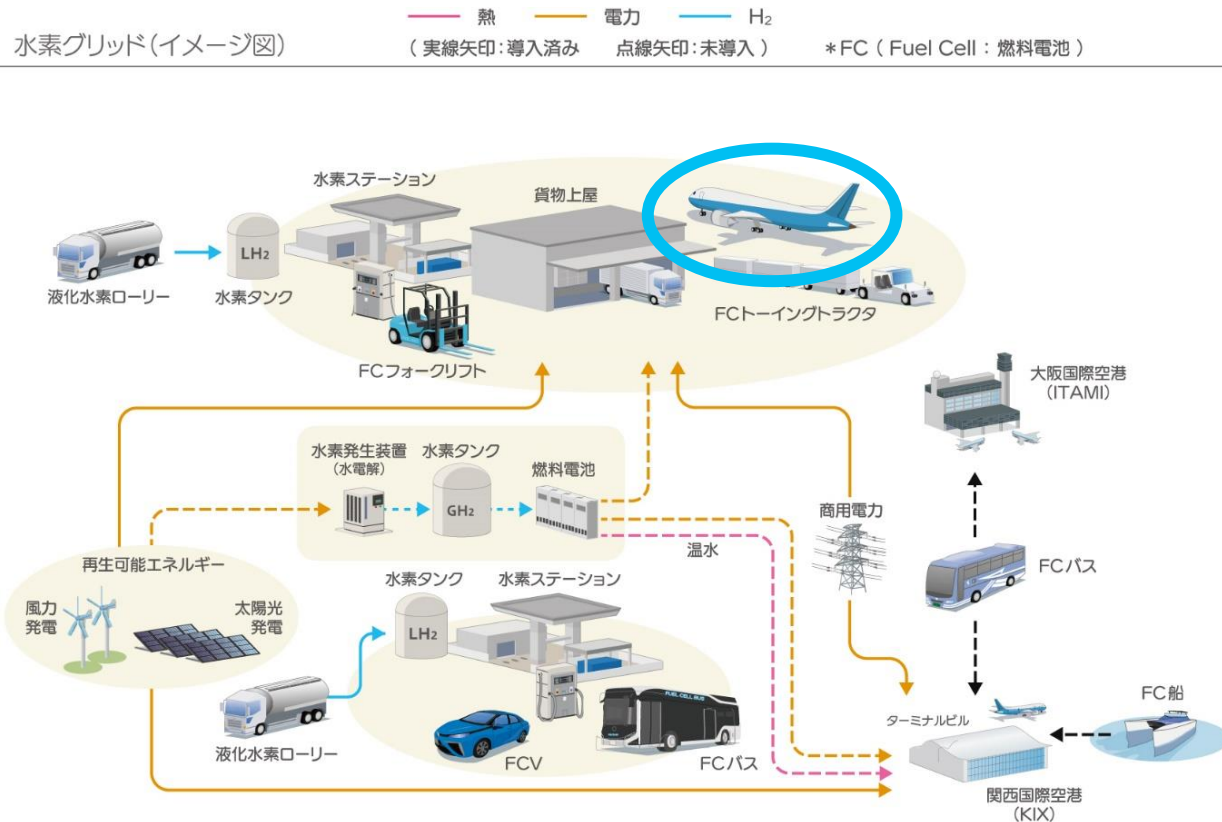 水素グリッド(イメージ図)
熱 電力 H₂
(実線矢印:導入済み 点線矢印:未導入)
*FC(Fuel Cell:燃料電池)
水素ステーション
貨物上屋
LH₂
液化水素ローリー
水素タンク
FCトーイングトラクタ
FCフォークリフト
大阪国際空港
(ITAMI)
水素発生装置
(水電解)
水素タンク
燃料電池
GH₂
商用電力
温水
FCバス
再生可能エネルギー
風力
発電
太陽光
発電
水素タンク
水素ステーション
LH₂
FUEL CELL BUS
液化水素ローリー
FCV
FCバス
ターミナルビル
FC船
関西国際空港
(KIX)